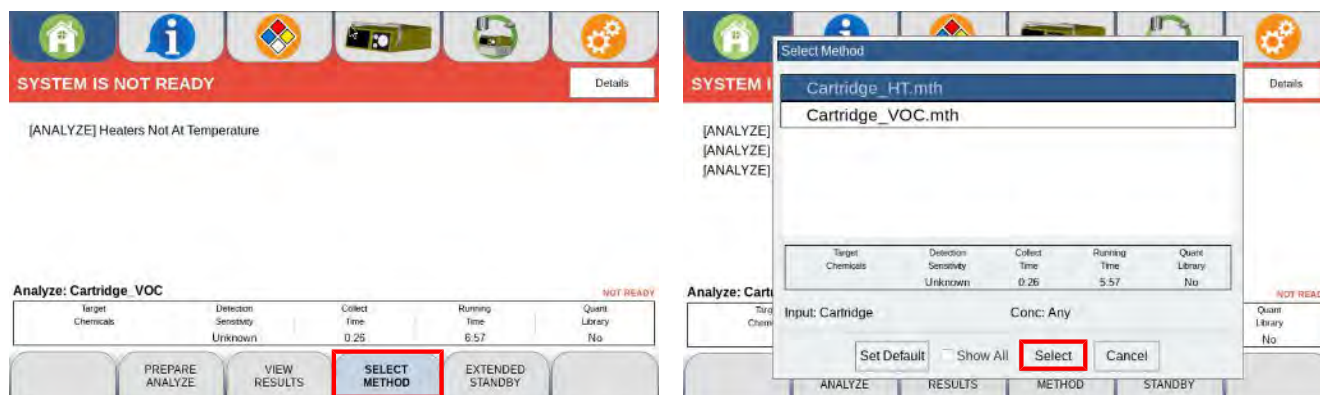 SYSTEM IS NOT READY
Details
[ANALYZE] Heaters Not At Temperature
Analyze: Cartridge_VOC
NOT READY
Target Chemicals
Detection Sensitivity
Collect Time
Running Time
Quant Library
Unknown
0.26
6.57
No
PREPARE ANALYZE
VIEW RESULTS
SELECT METHOD
EXTENDED STANDBY
Select Method
SYSTEM I
Details
Cartridge_HT.mth
Cartridge_VOC.mth
[ANALYZE]
[ANALYZE]
[ANALYZE]
Target Chemicals
Detection Sensitivity
Collect Time
Running Time
Quant Library
Unknown
0.26
5.57
No
Analyze: Cartr
NOT READ
Input: Cartridge
Conc: Any
Quant Library
No
Set Default
Show All
Select
Cancel
ANALYZE
RESULTS
METHOD
STANDBY